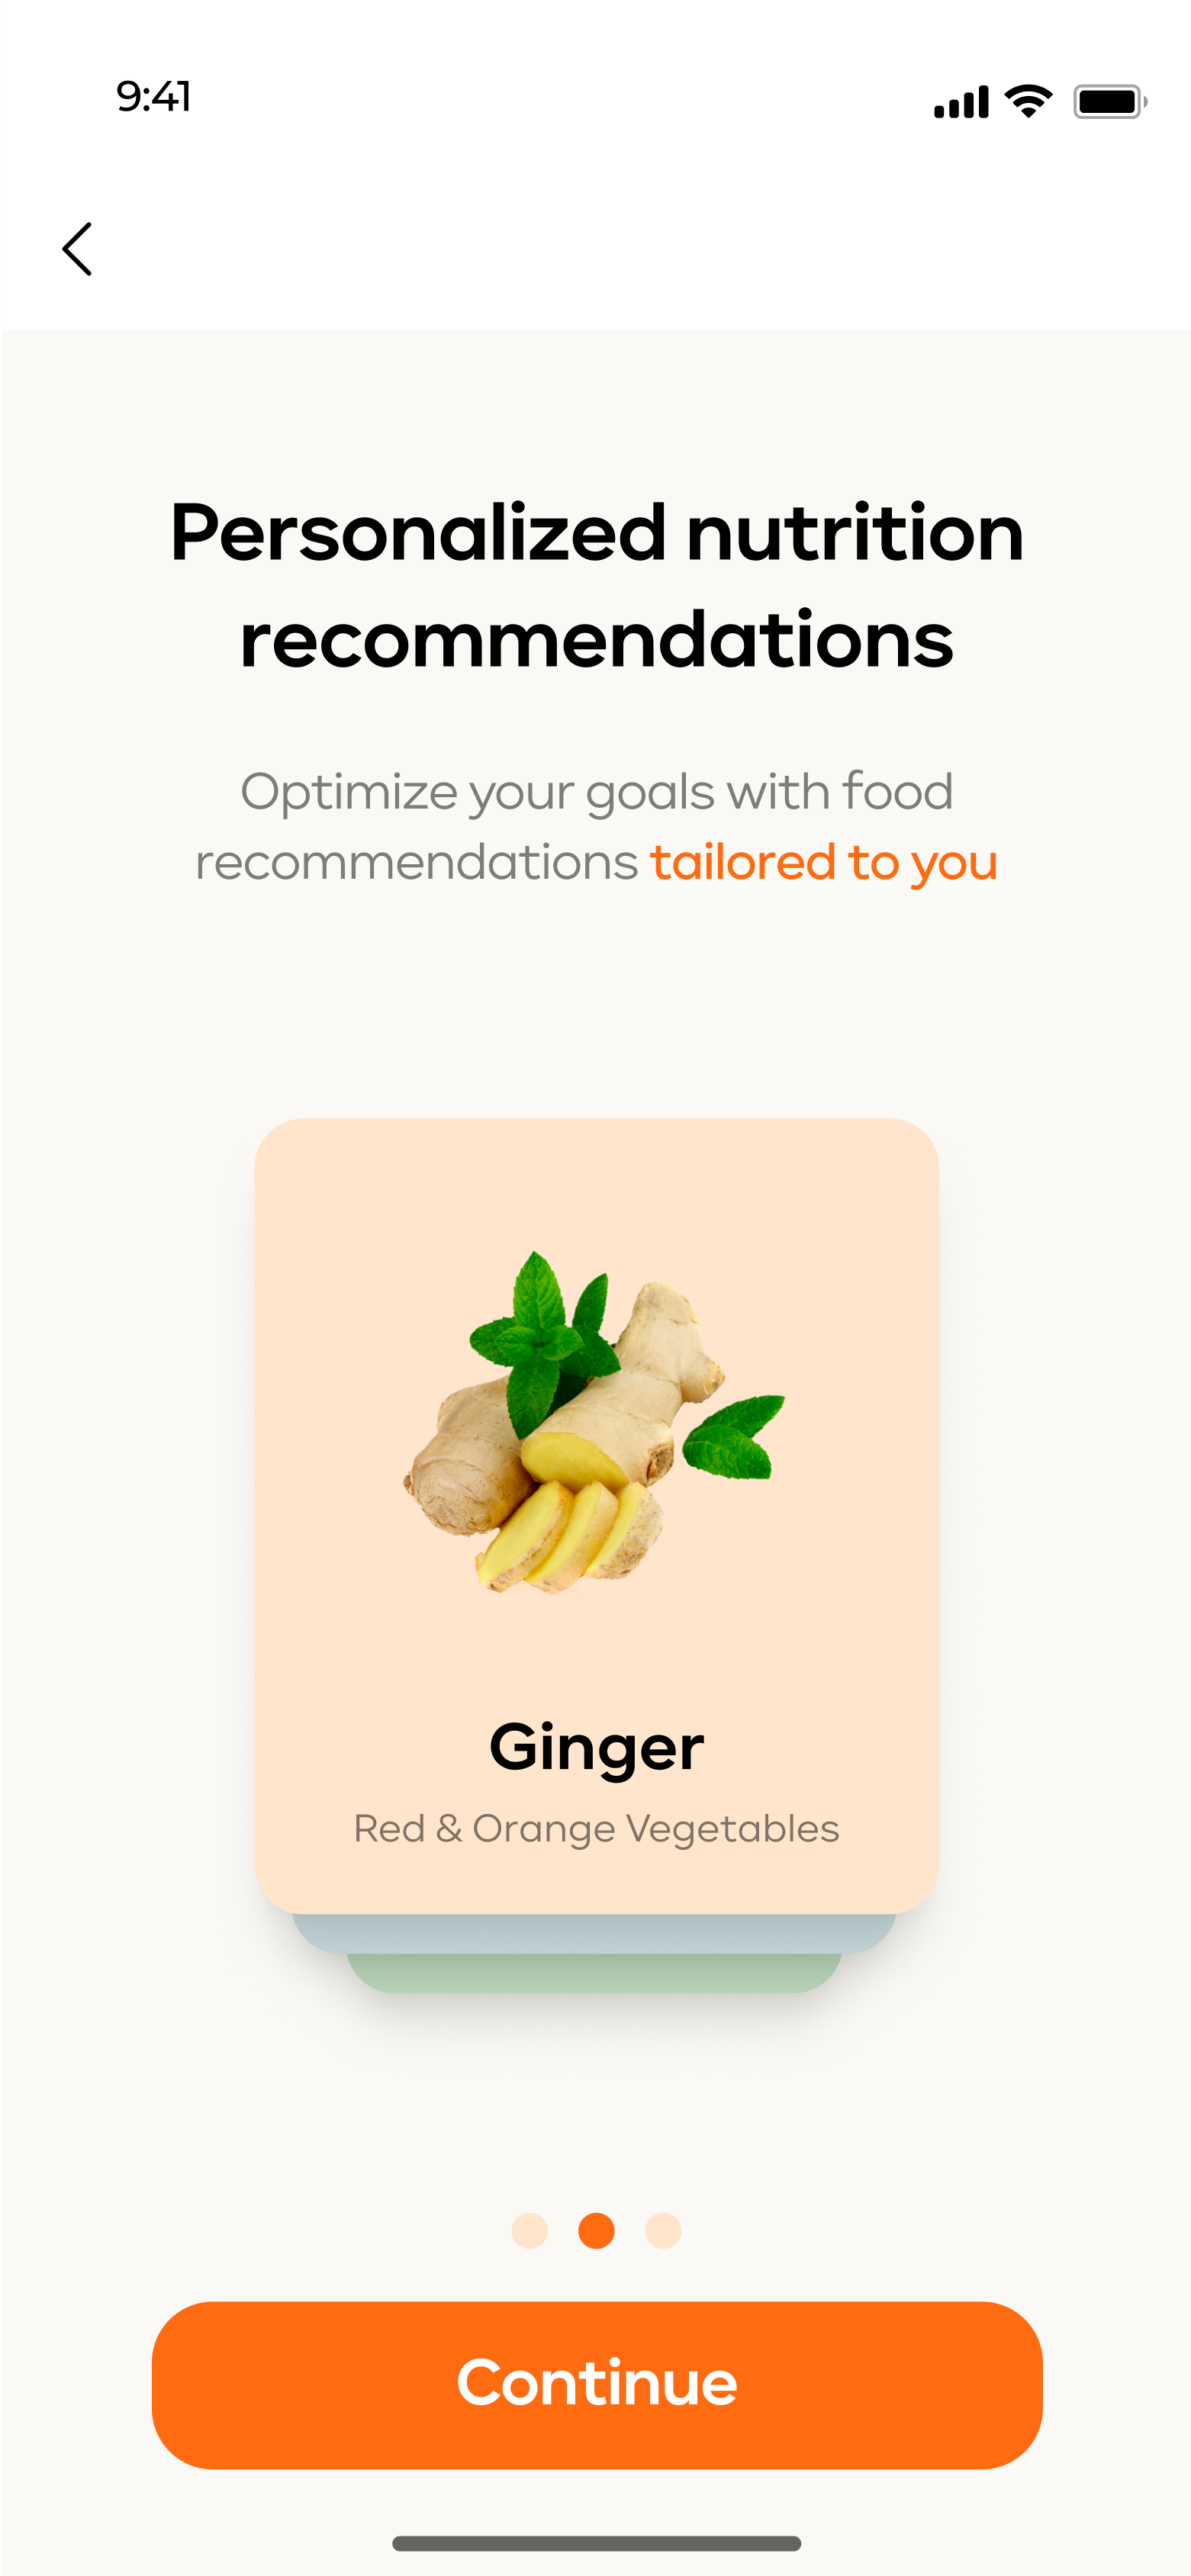 9:41
Personalized nutrition
recommendations
Optimize your goals with food
recommendations tailored to you
Ginger
Red & Orange Vegetables
Continue